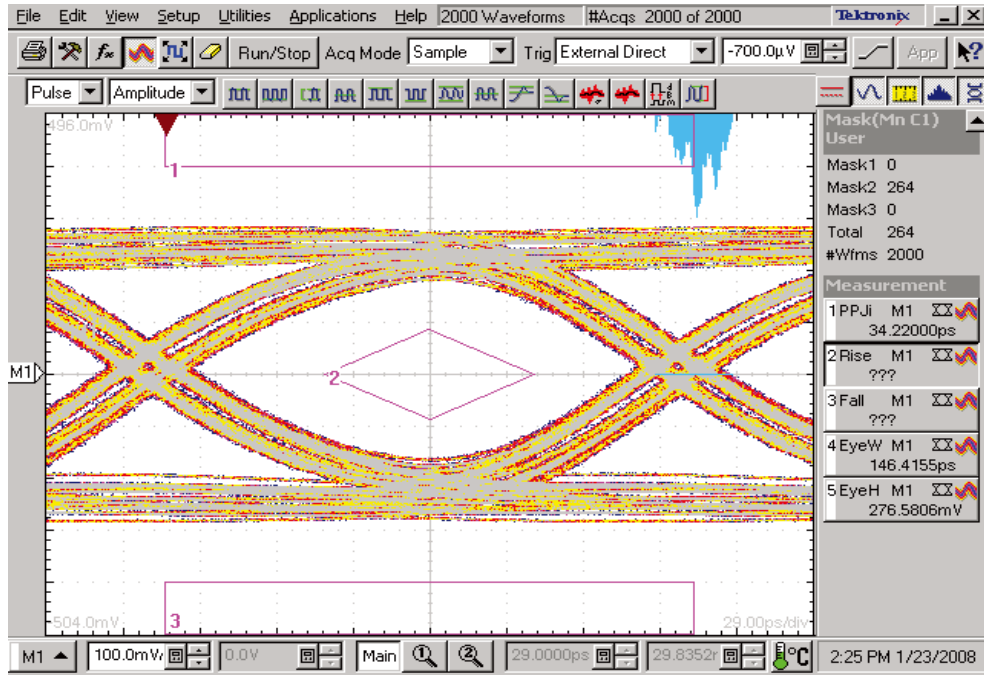 File Edit View Setup Utilities Applications Help 2000 Waveforms #Acqs 2000 of 2000 Tektronix
Run/Stop Acq Mode Sample Trig External Direct -700.0µV App
Pulse Amplitude
496.0mV
1
2
3
M1
504.0mV
29.00ps/div
Mask(Mn C1)
User
Mask1 0
Mask2 264
Mask3 0
Total 264
#Wfms 2000
Measurement
1 PPJi M1
34.22000ps
2 Rise M1
???
3 Fall M1
???
4 EyeW M1
146.4155ps
5 EyeH M1
276.5806mV
M1 100.0mV/ 0.0V Main 1 2 29.0000ps 29.8352r °C 2:25 PM 1/23/2008